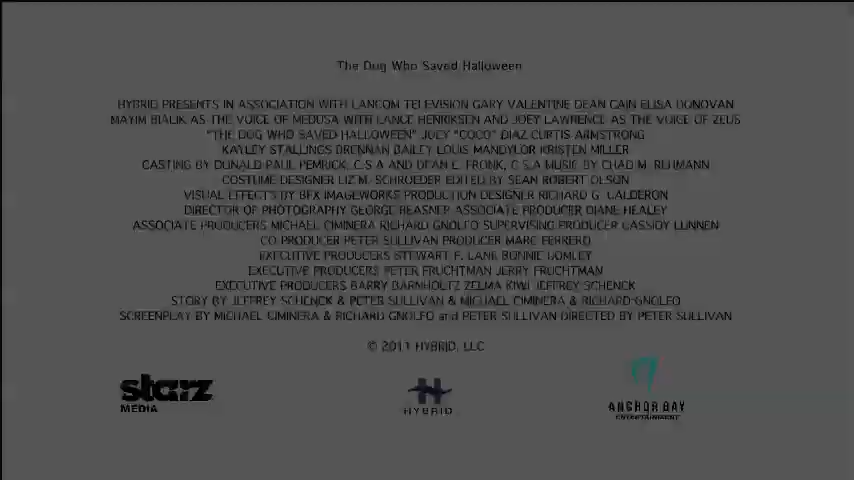 The Dog Who Saved Halloween
HYBRID PRESENTS IN ASSOCIATION WITH LANCOM TELEVISION GARY VALENTINE DEAN CAIN ELISA DONOVAN
MAYIM BIALIK AS THE VOICE OF MEDUSA WITH LANCE HENRIKSEN AND JOEY LAWRENCE AS THE VOICE OF ZEUS
"THE DOG WHO SAVED HALLOWEEN" JOEY "COCO" DIAZ CURTIS ARMSTRONG
KAYLEY STALLINGS BRENNAN BAILEY LOUIS MANDYLOR KRISTEN MILLER
CASTING BY DONALD PAUL PEMRICK, C.S.A AND DEAN E. FRONK, C.S.A MUSIC BY CHAD M. REHMANN
COSTUME DESIGNER LIZ M. SCHROEDER EDITED BY SEAN ROBERT OLSON
VISUAL EFFECTS BY BFX IMAGEWORKS PRODUCTION DESIGNER RICHARD G. CALDERON
DIRECTOR OF PHOTOGRAPHY GEORGE REASNER ASSOCIATE PRODUCER DIANE HEALEY
ASSOCIATE PRODUCERS MICHAEL CIMINERA RICHARD GNOLFO SUPERVISING PRODUCER CASSIDY LUNNEN
CO-PRODUCER PETER SULLIVAN PRODUCER MARC FERRERO
EXECUTIVE PRODUCERS STEWART F. LANE BONNIE COMLEY
EXECUTIVE PRODUCERS PETER FRUCHTMAN JERRY FRUCHTMAN
EXECUTIVE PRODUCERS BARRY BARNHOLTZ ZELMA KIWI JEFFREY SCHENCK
STORY BY JEFFREY SCHENCK & PETER SULLIVAN & MICHAEL CIMINERA & RICHARD GNOLFO
SCREENPLAY BY MICHAEL CIMINERA & RICHARD GNOLFO and PETER SULLIVAN DIRECTED BY PETER SULLIVAN
© 2011 HYBRID, LLC
starz
MEDIA
H
HYBRID
ANCHOR BAY
ENTERTAINMENT